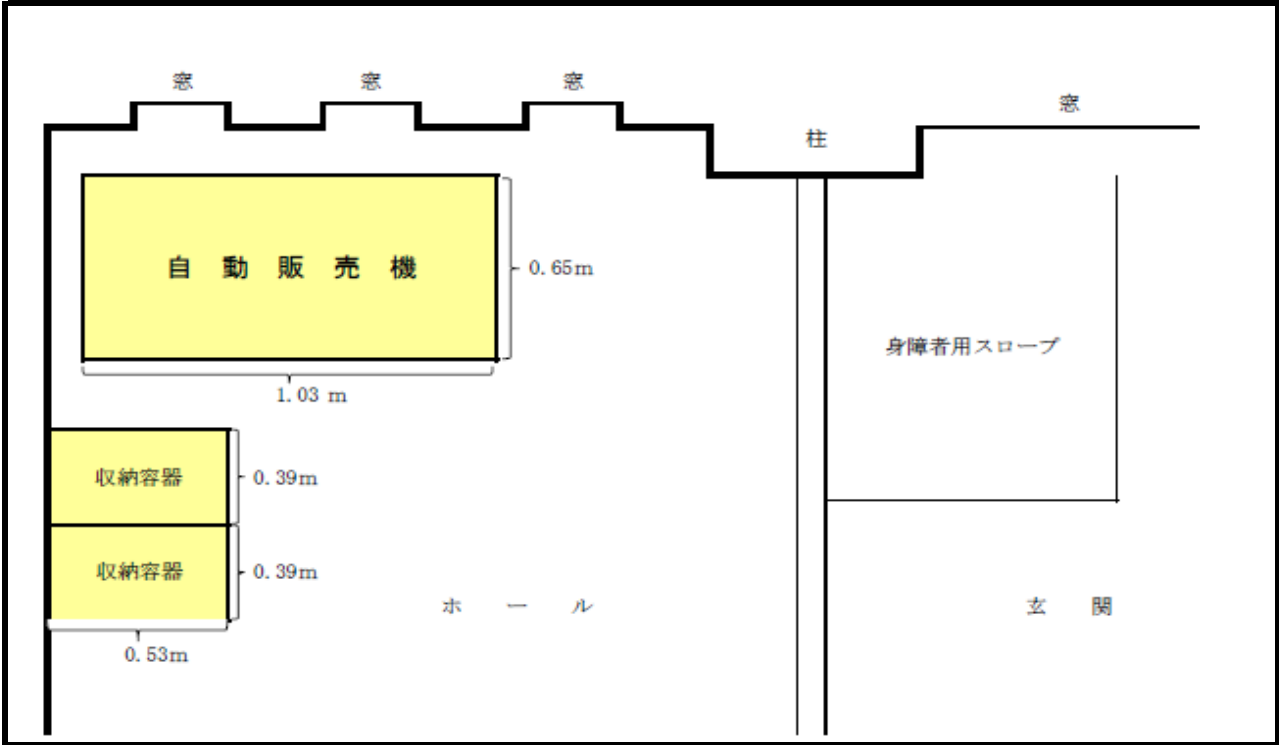 窓 窓 窓
窓
柱
自 動 販 売 機
0.65m
身障者用スロープ
1.03 m
収納容器
0.39m
収納容器
0.39m
ホ ー ル
玄 関
0.53m